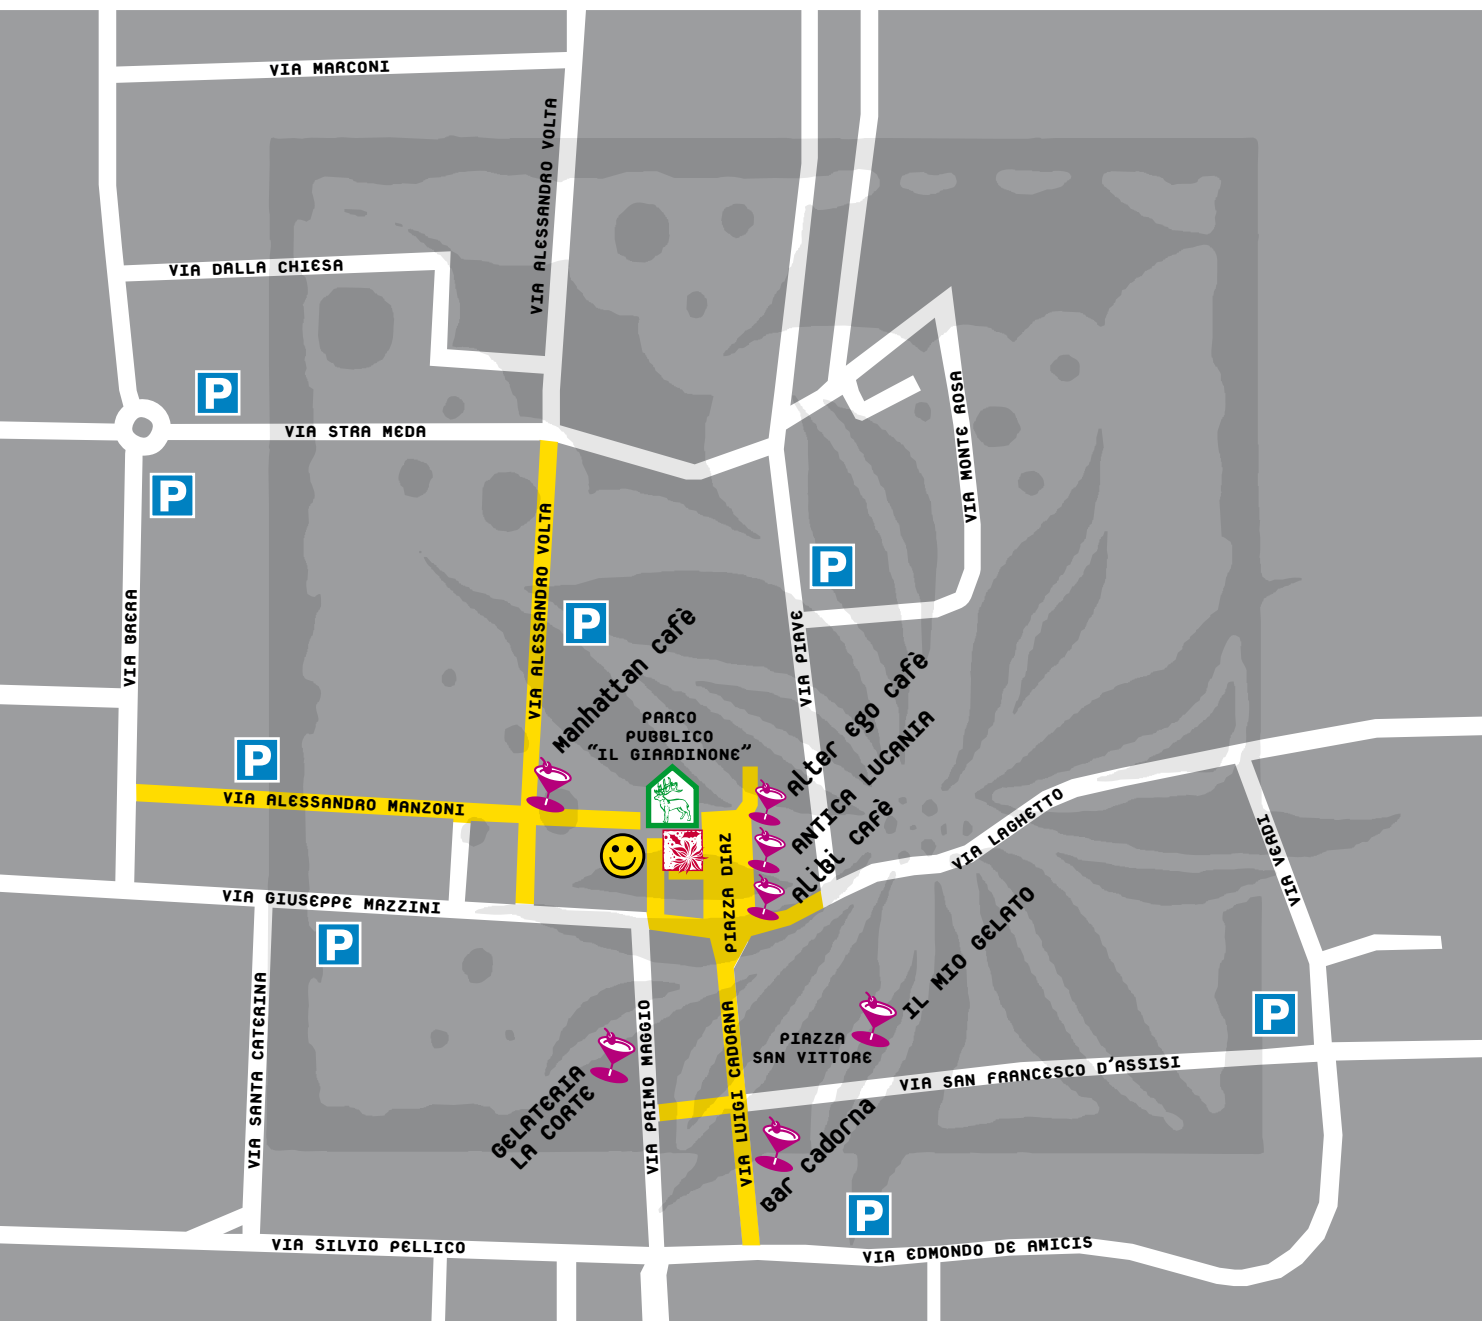 VIA MARCONI
VIA ALESSANDRO VOLTA
VIA DALLA CHIESA
P
VIA STRA MEDA
VIA MONTE ROSA
P
VIA ALESSANDRO VOLTA
P
VIA BRERA
P
Manhattan cafè
VIA PIAVE
Alter ego cafè
PARCO
PUBBLICO
“IL GIARDINONE”
ANTICA LUCANIA
P
VIA ALESSANDRO MANZONI
Alibi CAFÈ
VIA LAGHETTO
VIA VERDI
PIAZZA DIAZ
VIA GIUSEPPE MAZZINI
P
IL MIO GELATO
VIA SANTA CATERINA
VIA PRIMO MAGGIO
VIA LUIGI CADORNA
P
PIAZZA
SAN VITTORE
VIA SAN FRANCESCO D'ASSISI
GELATERIA
LA CORTE
Bar Cadorna
P
VIA SILVIO PELLICO
VIA EDMONDO DE AMICIS